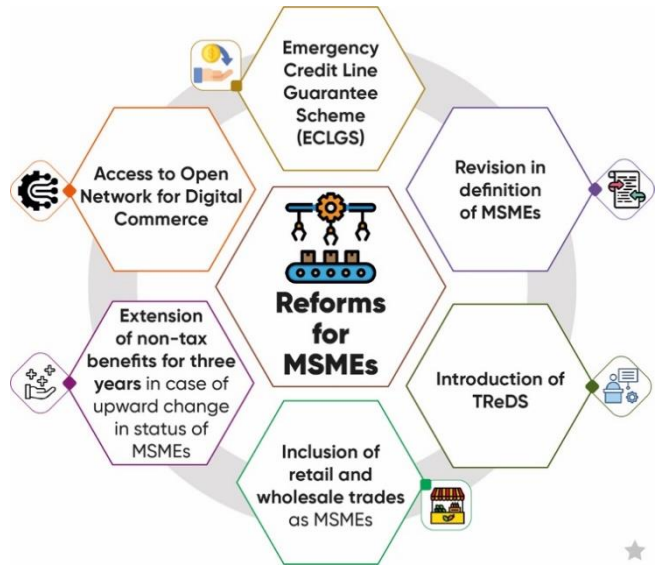 Emergency
Credit Line
Guarantee
Scheme
(ECLGS)
Access to Open
Network for Digital
Commerce
Revision in
definition
of MSMEs
Reforms
for
MSMEs
Extension
of non-tax
benefits for three
years in case of
upward change
in status of
MSMEs
Introduction of
TReDS
Inclusion of
retail and
wholesale trades
as MSMEs